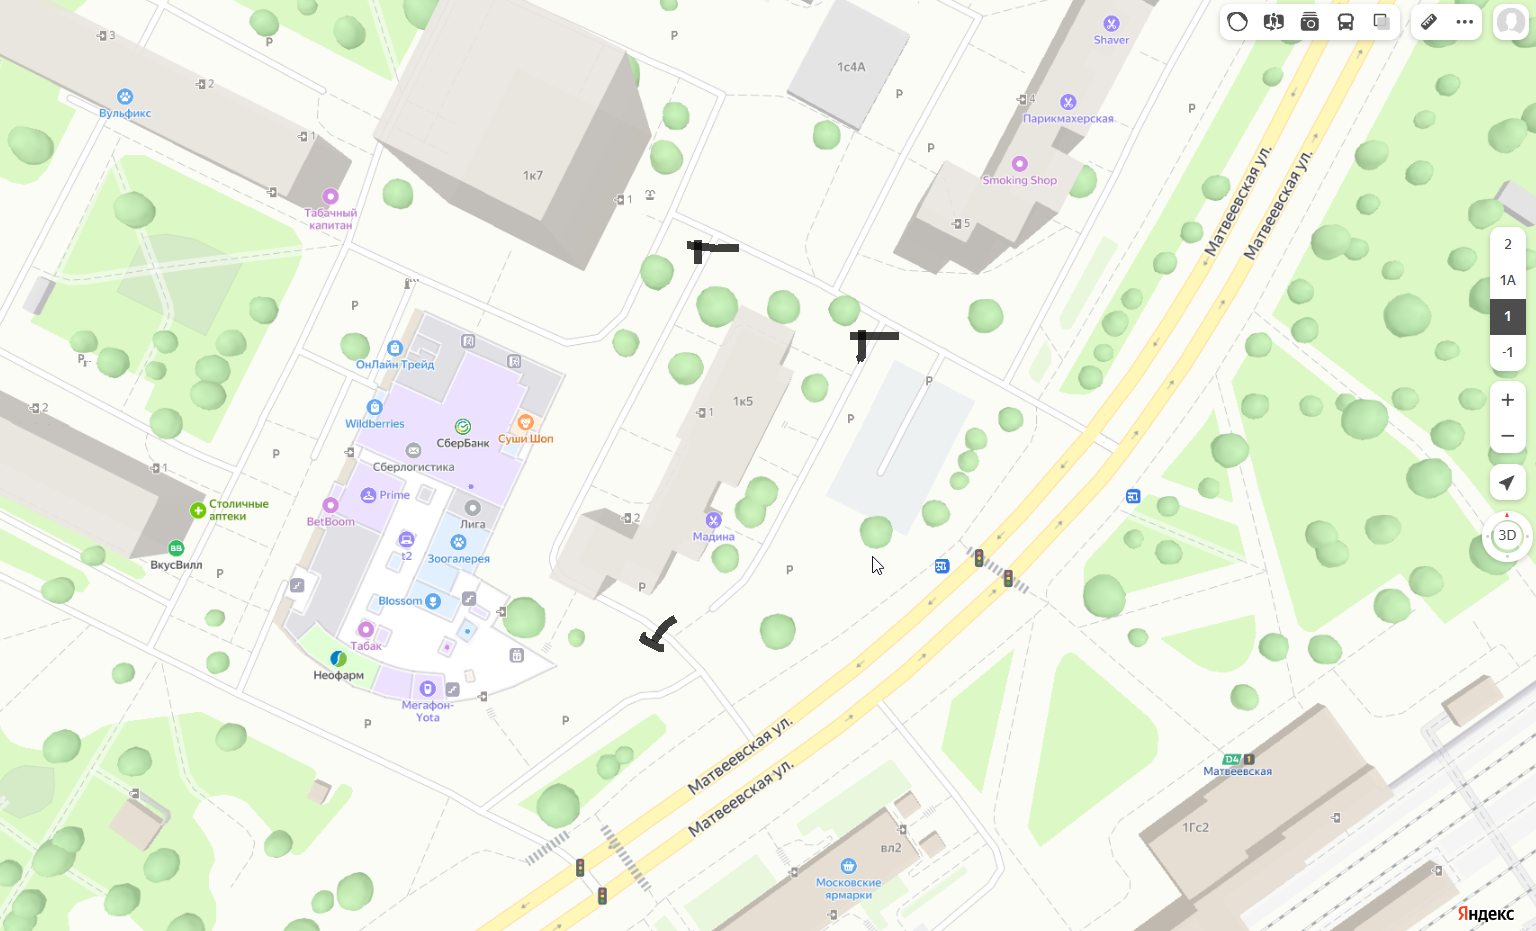 3
P
Shaver
P
1с4А
2
Вульфикс
P
4
Парикмахерская
P
1
P
1к7
Smoking Shop
1
Табачный
капитан
5
Матвеевская ул.
Матвеевская ул.
2
1А
1
-1
P
P
ОнЛайн Трейд
P
1к5
1
2
Wildberries
P
СберБанк
Суши Шоп
P
Сберлогистика
1
Prime
Столичные
аптеки
BetBoom
Лига
2
Мадина
t2
Зоогалерея
3D
ВВ
ВкусВилл
P
P
P
Blossom
Табак
Неофарм
Мегафон-
Yota
P
P
Матвеевская ул.
Матвеевская ул.
D4 1
Матвеевская
1Гс2
вл2
Московские
ярмарки
Яндекс